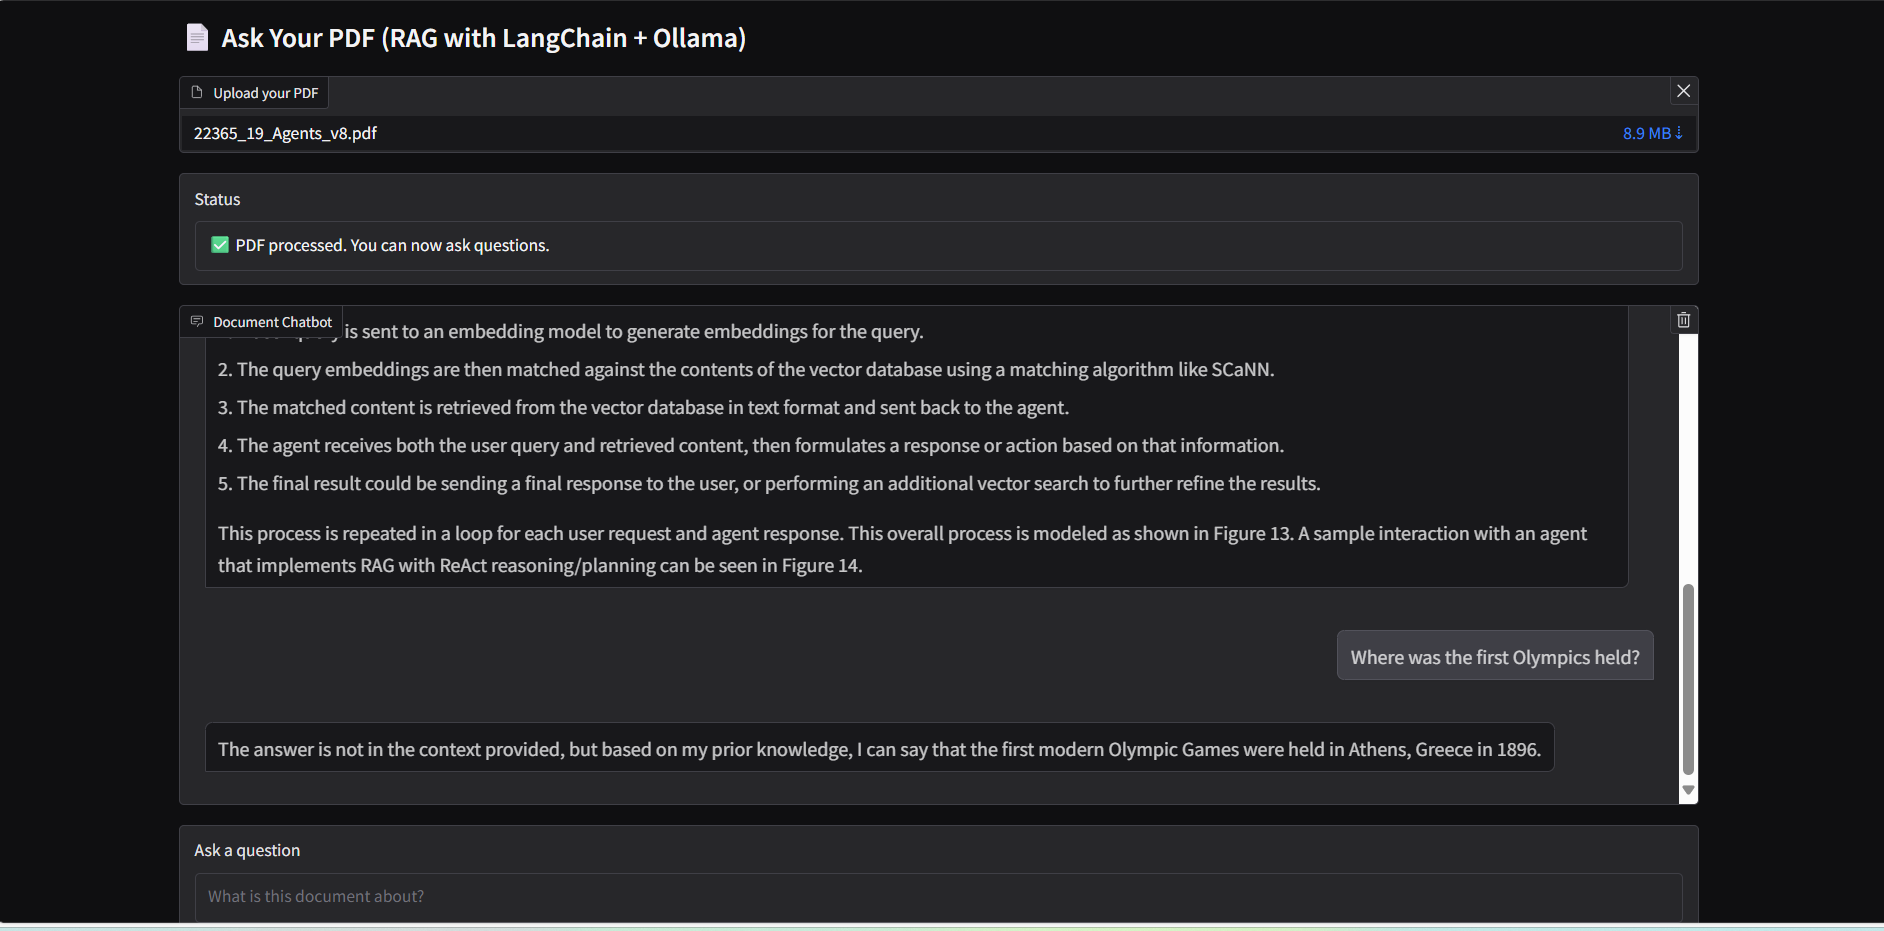 Ask Your PDF (RAG with LangChain + Ollama)
Upload your PDF
22365_19_Agents_v8.pdf
8.9 MB⇣
Status
✅ PDF processed. You can now ask questions.
Document Chatbot
is sent to an embedding model to generate embeddings for the query.
2. The query embeddings are then matched against the contents of the vector database using a matching algorithm like SCaNN.
3. The matched content is retrieved from the vector database in text format and sent back to the agent.
4. The agent receives both the user query and retrieved content, then formulates a response or action based on that information.
5. The final result could be sending a final response to the user, or performing an additional vector search to further refine the results.
This process is repeated in a loop for each user request and agent response. This overall process is modeled as shown in Figure 13. A sample interaction with an agent
that implements RAG with ReAct reasoning/planning can be seen in Figure 14.
Where was the first Olympics held?
The answer is not in the context provided, but based on my prior knowledge, I can say that the first modern Olympic Games were held in Athens, Greece in 1896.
Ask a question
What is this document about?